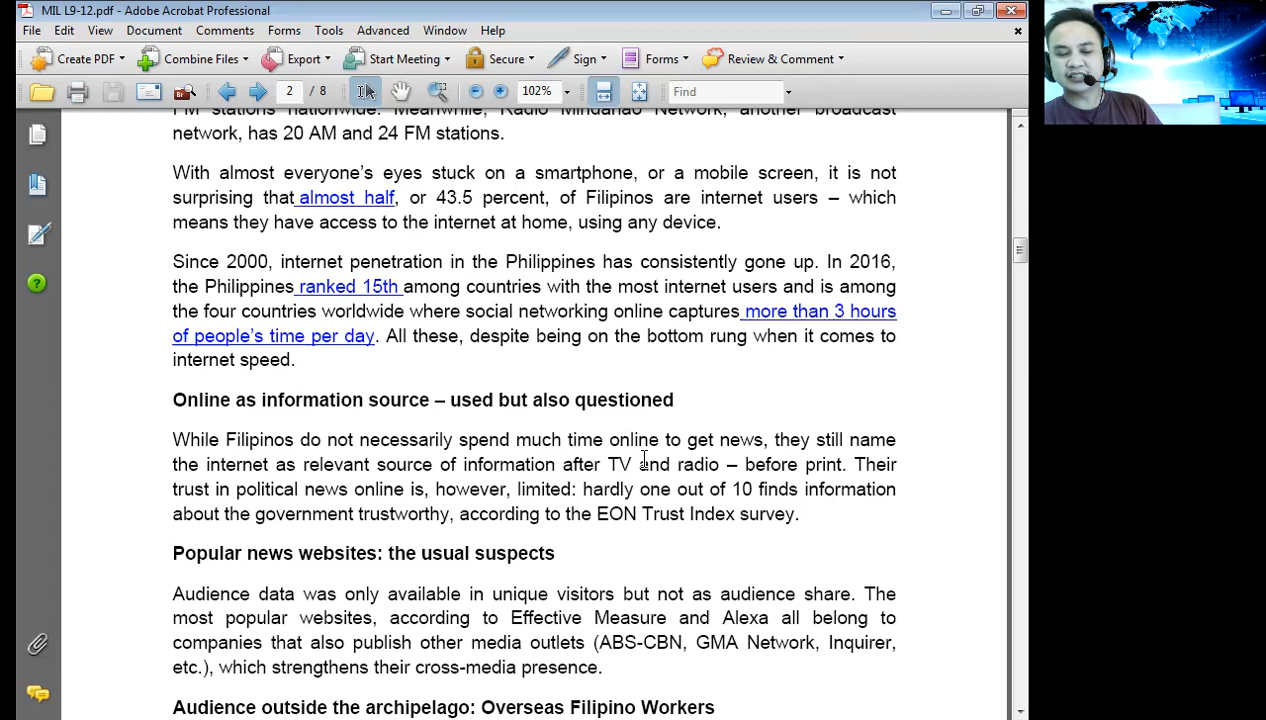 MIL L9-12.pdf - Adobe Acrobat Professional
File Edit View Document Comments Forms Tools Advanced Window Help
Create PDF Combine Files Export Start Meeting Secure Sign Forms Review & Comment
2 / 8 102% Find
FM stations nationwide. Meanwhile, Radio Mindanao Network, another broadcast
network, has 20 AM and 24 FM stations.
With almost everyone's eyes stuck on a smartphone, or a mobile screen, it is not
surprising that almost half, or 43.5 percent, of Filipinos are internet users – which
means they have access to the internet at home, using any device.
Since 2000, internet penetration in the Philippines has consistently gone up. In 2016,
the Philippines ranked 15th among countries with the most internet users and is among
the four countries worldwide where social networking online captures more than 3 hours
of people's time per day. All these, despite being on the bottom rung when it comes to
internet speed.
Online as information source – used but also questioned
While Filipinos do not necessarily spend much time online to get news, they still name
the internet as relevant source of information after TV and radio – before print. Their
trust in political news online is, however, limited: hardly one out of 10 finds information
about the government trustworthy, according to the EON Trust Index survey.
Popular news websites: the usual suspects
Audience data was only available in unique visitors but not as audience share. The
most popular websites, according to Effective Measure and Alexa all belong to
companies that also publish other media outlets (ABS-CBN, GMA Network, Inquirer,
etc.), which strengthens their cross-media presence.
Audience outside the archipelago: Overseas Filipino Workers